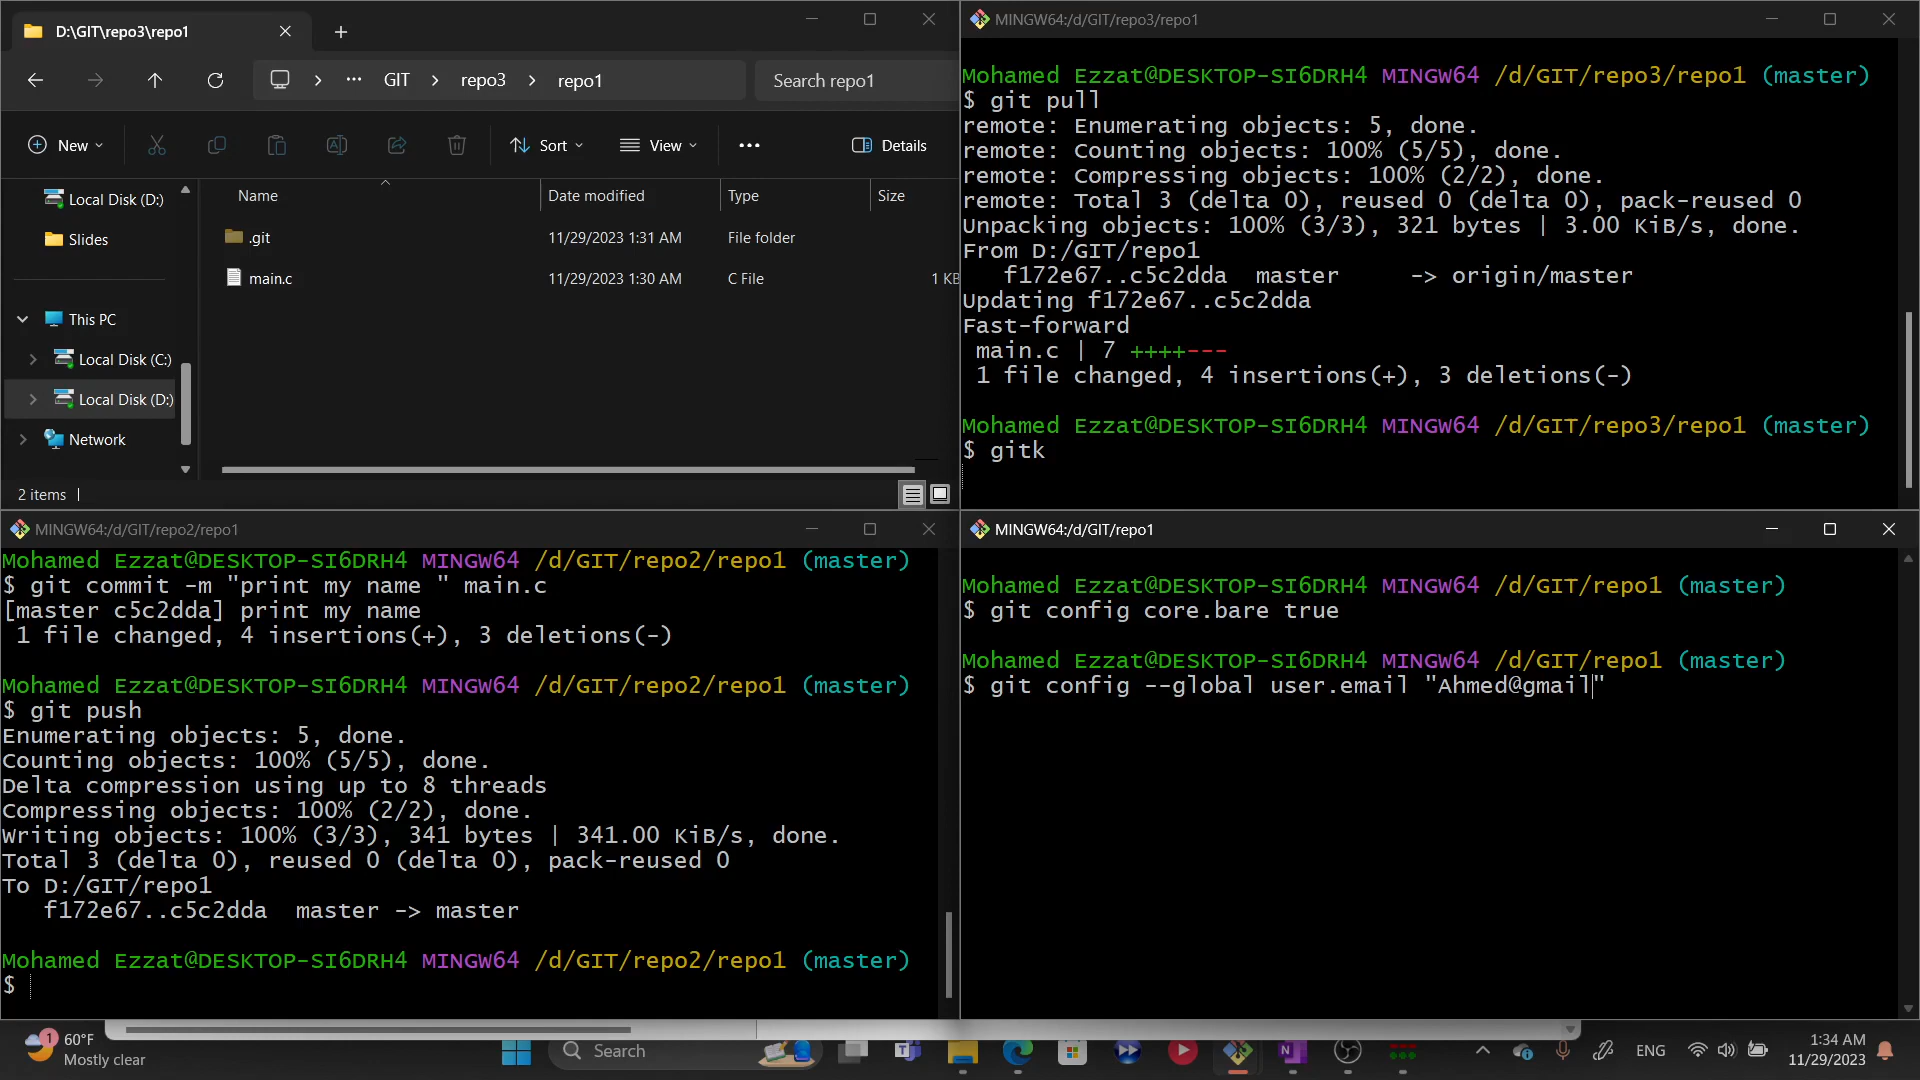 D:\GIT\repo3\repo1
GIT
repo3
repo1
Search repo1
New
Sort
View
Details
Name
Date modified
Type
Size
Local Disk (D:)
Slides
This PC
Local Disk (C:)
Local Disk (D:)
Network
.git 11/29/2023 1:31 AM File folder
main.c 11/29/2023 1:30 AM C File 1 KB
2 items
MINGW64:/d/GIT/repo3/repo1
Mohamed Ezzat@DESKTOP-SI6DRH4 MINGW64 /d/GIT/repo3/repo1 (master)
$ git pull
remote: Enumerating objects: 5, done.
remote: Counting objects: 100% (5/5), done.
remote: Compressing objects: 100% (2/2), done.
remote: Total 3 (delta 0), reused 0 (delta 0), pack-reused 0
Unpacking objects: 100% (3/3), 321 bytes | 3.00 KiB/s, done.
From D:/GIT/repo1
f172e67..c5c2dda master -> origin/master
Updating f172e67..c5c2dda
Fast-forward
main.c | 7 ++++---
1 file changed, 4 insertions(+), 3 deletions(-)
Mohamed Ezzat@DESKTOP-SI6DRH4 MINGW64 /d/GIT/repo3/repo1 (master)
$ gitk
MINGW64:/d/GIT/repo2/repo1
Mohamed Ezzat@DESKTOP-SI6DRH4 MINGW64 /d/GIT/repo2/repo1 (master)
$ git commit -m "print my name " main.c
[master c5c2dda] print my name
1 file changed, 4 insertions(+), 3 deletions(-)
Mohamed Ezzat@DESKTOP-SI6DRH4 MINGW64 /d/GIT/repo2/repo1 (master)
$ git push
Enumerating objects: 5, done.
Counting objects: 100% (5/5), done.
Delta compression using up to 8 threads
Compressing objects: 100% (2/2), done.
Writing objects: 100% (3/3), 341 bytes | 341.00 KiB/s, done.
Total 3 (delta 0), reused 0 (delta 0), pack-reused 0
To D:/GIT/repo1
f172e67..c5c2dda master -> master
Mohamed Ezzat@DESKTOP-SI6DRH4 MINGW64 /d/GIT/repo2/repo1 (master)
$
MINGW64:/d/GIT/repo1
Mohamed Ezzat@DESKTOP-SI6DRH4 MINGW64 /d/GIT/repo1 (master)
$ git config core.bare true
Mohamed Ezzat@DESKTOP-SI6DRH4 MINGW64 /d/GIT/repo1 (master)
$ git config --global user.email "Ahmed@gmail"
1
60°F
Mostly clear
Search
ENG
1:34 AM
11/29/2023